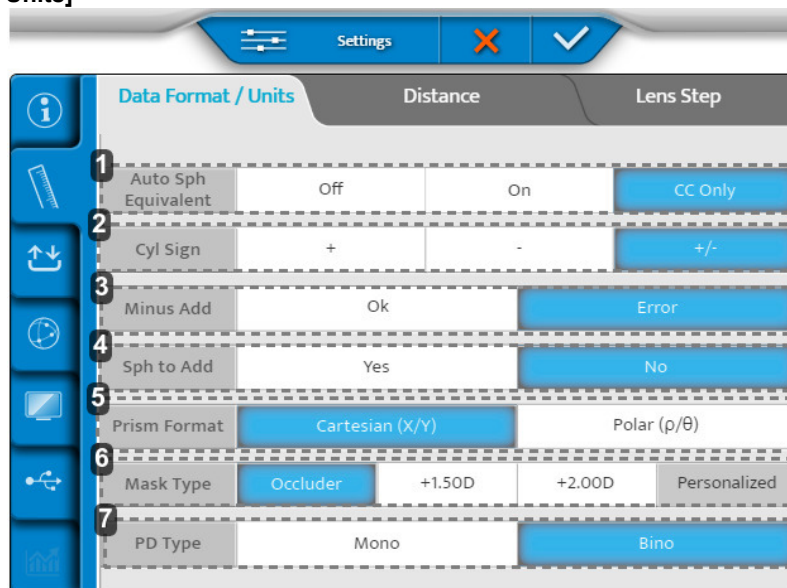 Units]
Settings
Data Format / Units Distance Lens Step
1
Auto Sph Equivalent Off On CC Only
2
Cyl Sign + - +/-
3
Minus Add Ok Error
4
Sph to Add Yes No
5
Prism Format Cartesian (X/Y) Polar (ρ/θ)
6
Mask Type Occluder +1.50D +2.00D Personalized
7
PD Type Mono Bino